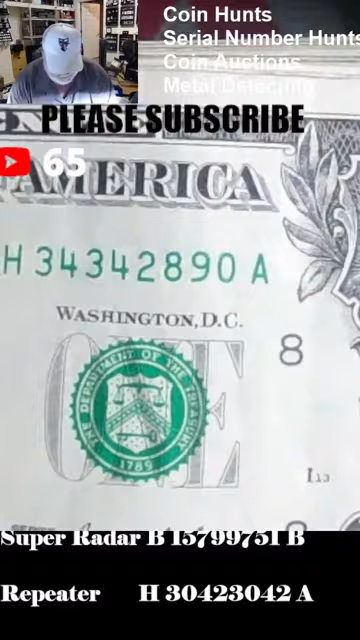 Coin Hunts
Serial Number Hunts
Coin Auctions
Metal Detecting
PLEASE SUBSCRIBE
65
AMERICA
H 34342890 A
WASHINGTON, D.C.
8
THE DEPARTMENT OF THE TREASURY
1789
ONE
I 13
Super Radar B 15799751 B
Repeater H 30423042 A